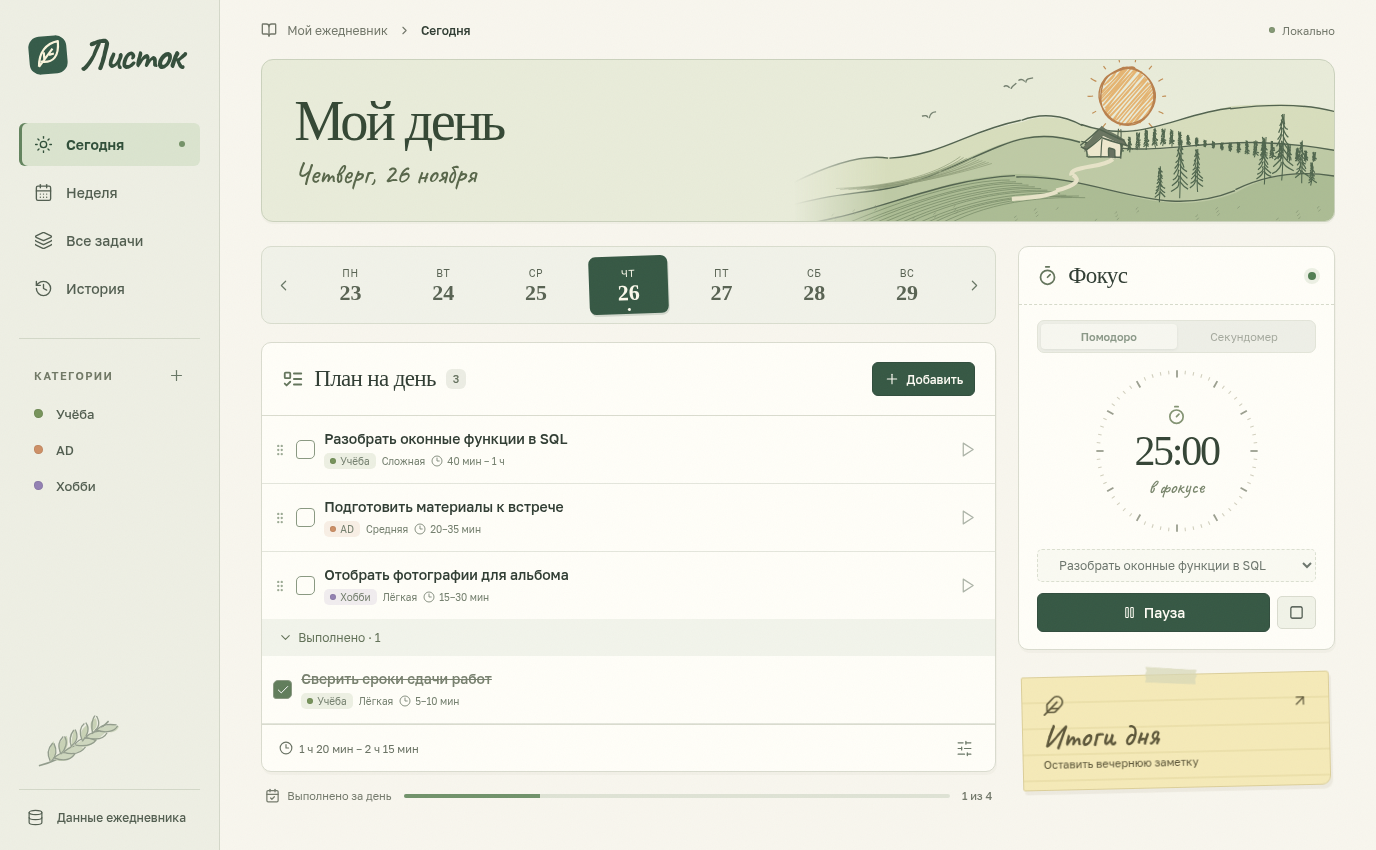 Листок
Сегодня
Неделя
Все задачи
История
КАТЕГОРИИ
Учёба
AD
Хобби
Данные ежедневника
Мой ежедневник
Сегодня
Локально
Мой день
Четверг, 26 ноября
ПН ВТ СР ЧТ ПТ СБ ВС
23 24 25 26 27 28 29
План на день 3
Добавить
Разобрать оконные функции в SQL
Учёба Сложная 40 мин – 1 ч
Подготовить материалы к встрече
AD Средняя 20–35 мин
Отобрать фотографии для альбома
Хобби Лёгкая 15–30 мин
Выполнено · 1
Сверить сроки сдачи работ
Учёба Лёгкая 5–10 мин
1 ч 20 мин – 2 ч 15 мин
Выполнено за день 1 из 4
Фокус
Помодоро Секундомер
25:00
в фокусе
Разобрать оконные функции в SQL
Пауза
Итоги дня
Оставить вечернюю заметку